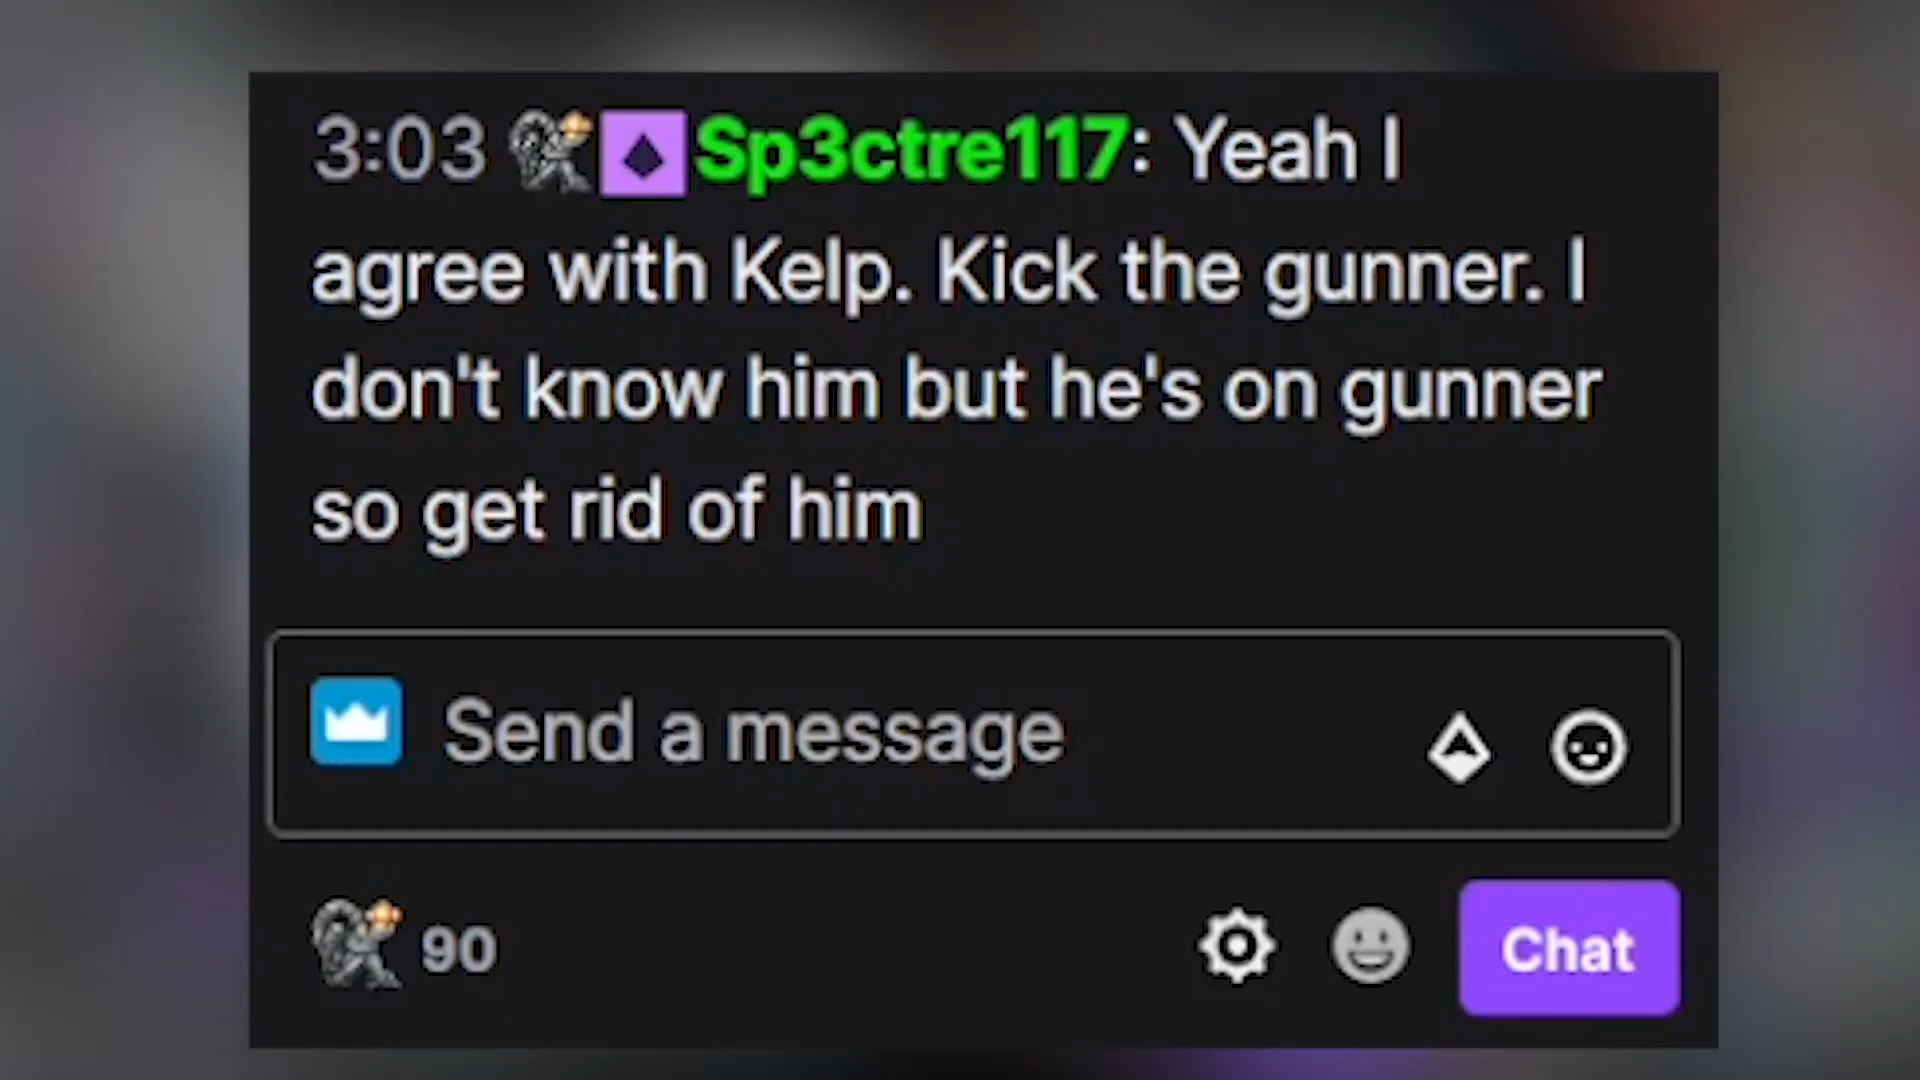 3:03 Sp3ctre117: Yeah I
agree with Kelp. Kick the gunner. I
don't know him but he's on gunner
so get rid of him
Send a message
90
Chat